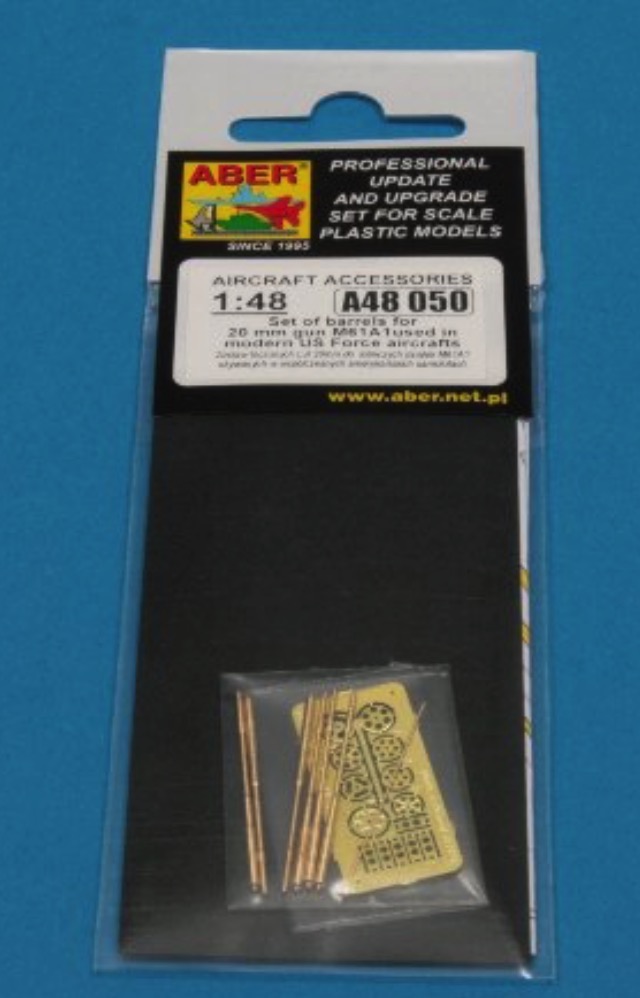 ABER
SINCE 1995
PROFESSIONAL
UPDATE
AND UPGRADE
SET FOR SCALE
PLASTIC MODELS
AIRCRAFT ACCESSORIES
1:48 A48 050
Set of barrels for
20 mm gun M61A1used in
modern US Force aircrafts
www.aber.net.pl